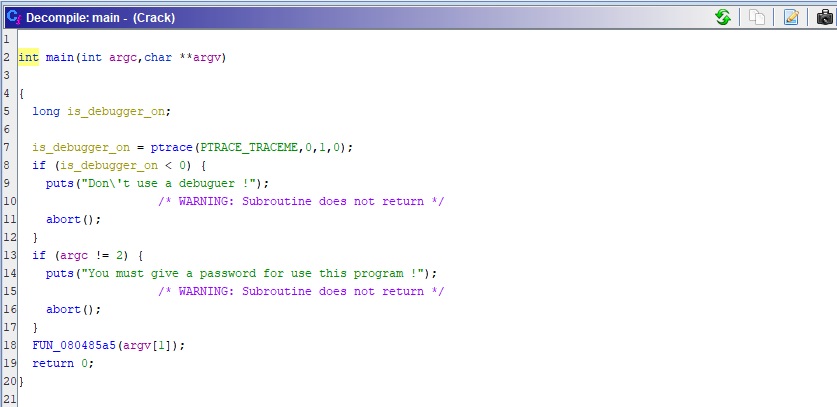 Decompile: main - (Crack)
1
2 int main(int argc,char **argv)
3
4 {
5 long is_debugger_on;
6
7 is_debugger_on = ptrace(PTRACE_TRACEME,0,1,0);
8 if (is_debugger_on < 0) {
9 puts("Don\'t use a debuguer !");
10 /* WARNING: Subroutine does not return */
11 abort();
12 }
13 if (argc != 2) {
14 puts("You must give a password for use this program !");
15 /* WARNING: Subroutine does not return */
16 abort();
17 }
18 FUN_080485a5(argv[1]);
19 return 0;
20 }
21